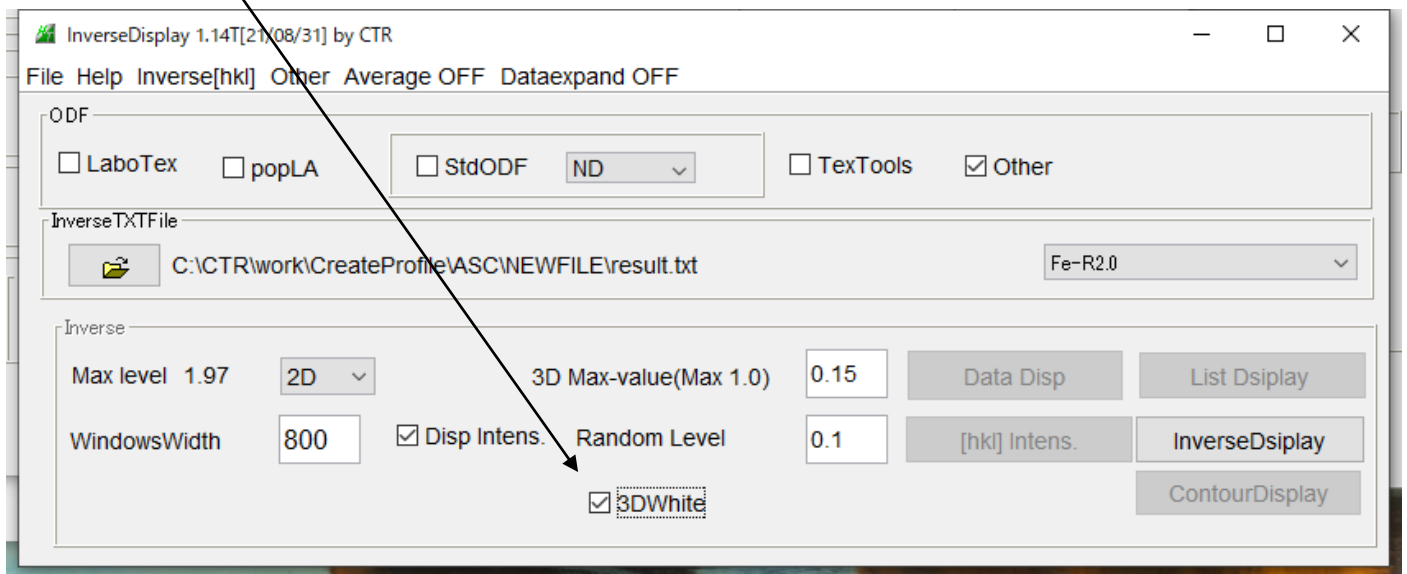 InverseDisplay 1.14T[21/08/31] by CTR
File Help Inverse[hkl] Other Average OFF Dataexpand OFF
ODF
LaboTex popLA StdODF ND TexTools Other
InverseTXTFile
C:\CTR\work\CreateProfile\ASC\NEWFILE\result.txt Fe-R2.0
Inverse
Max level 1.97 2D 3D Max-value(Max 1.0) 0.15 Data Disp List Dsiplay
WindowsWidth 800 Disp Intens. Random Level 0.1 [hkl] Intens. InverseDsiplay
3DWhite ContourDisplay